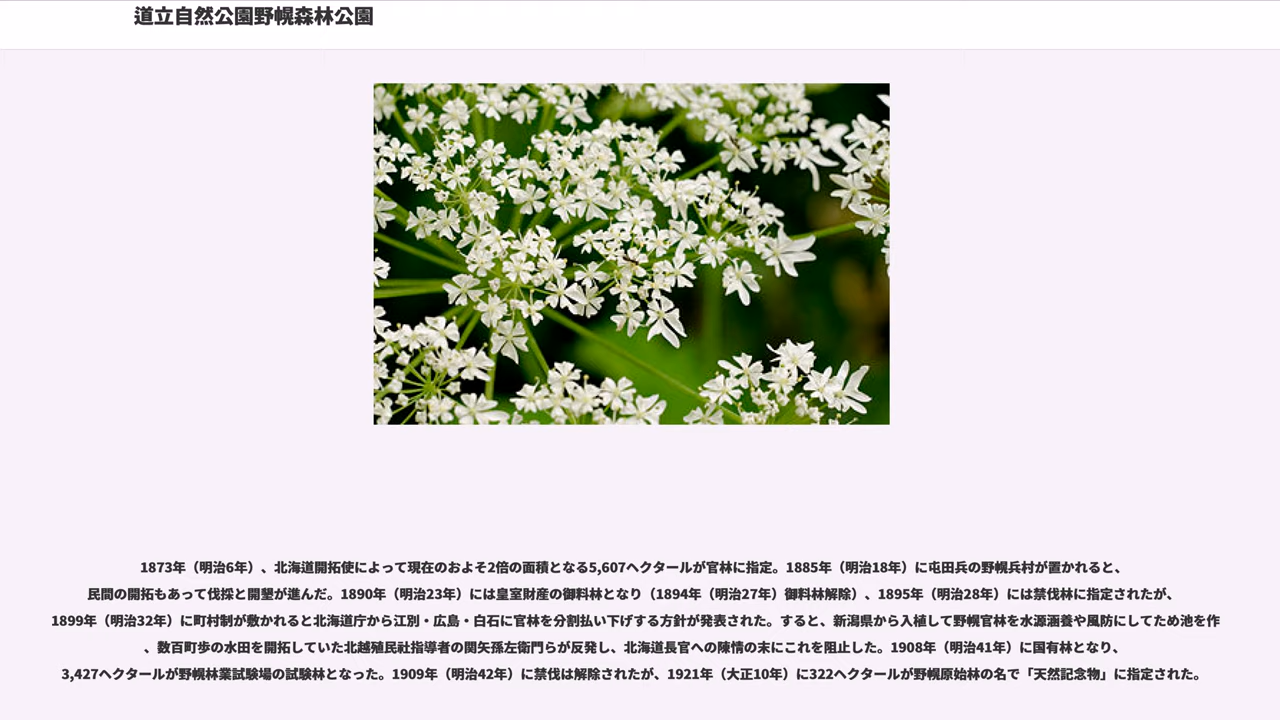 道立自然公園野幌森林公園
1873年（明治6年）、北海道開拓使によって現在のおよそ2倍の面積となる5,607ヘクタールが官林に指定。1885年（明治18年）に屯田兵の野幌兵村が置かれると、
民間の開拓もあって伐採と開墾が進んだ。1890年（明治23年）には皇室財産の御料林となり（1894年（明治27年）御料林解除）、1895年（明治28年）には禁伐林に指定されたが、
1899年（明治32年）に町村制が敷かれると北海道庁から江別・広島・白石に官林を分割払い下げする方針が発表された。すると、新潟県から入植して野幌官林を水源涵養や風防にしてため池を作
、数百町歩の水田を開拓していた北越殖民社指導者の関矢孫左衛門らが反発し、北海道長官への陳情の末にこれを阻止した。1908年（明治41年）に国有林となり、
3,427ヘクタールが野幌林業試験場の試験林となった。1909年（明治42年）に禁伐は解除されたが、1921年（大正10年）に322ヘクタールが野幌原始林の名で「天然記念物」に指定された。